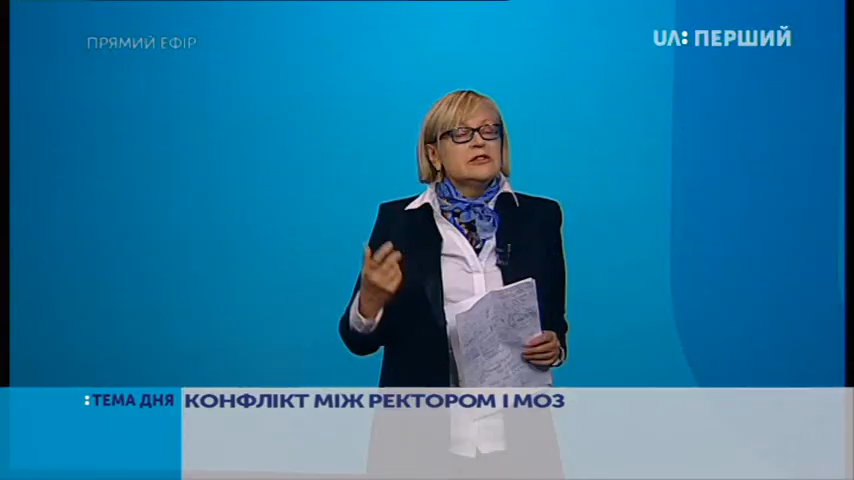 ПРЯМИЙ ЕФІР
UA: ПЕРШИЙ
:ТЕМА ДНЯ КОНФЛІКТ МІЖ РЕКТОРОМ І МОЗ